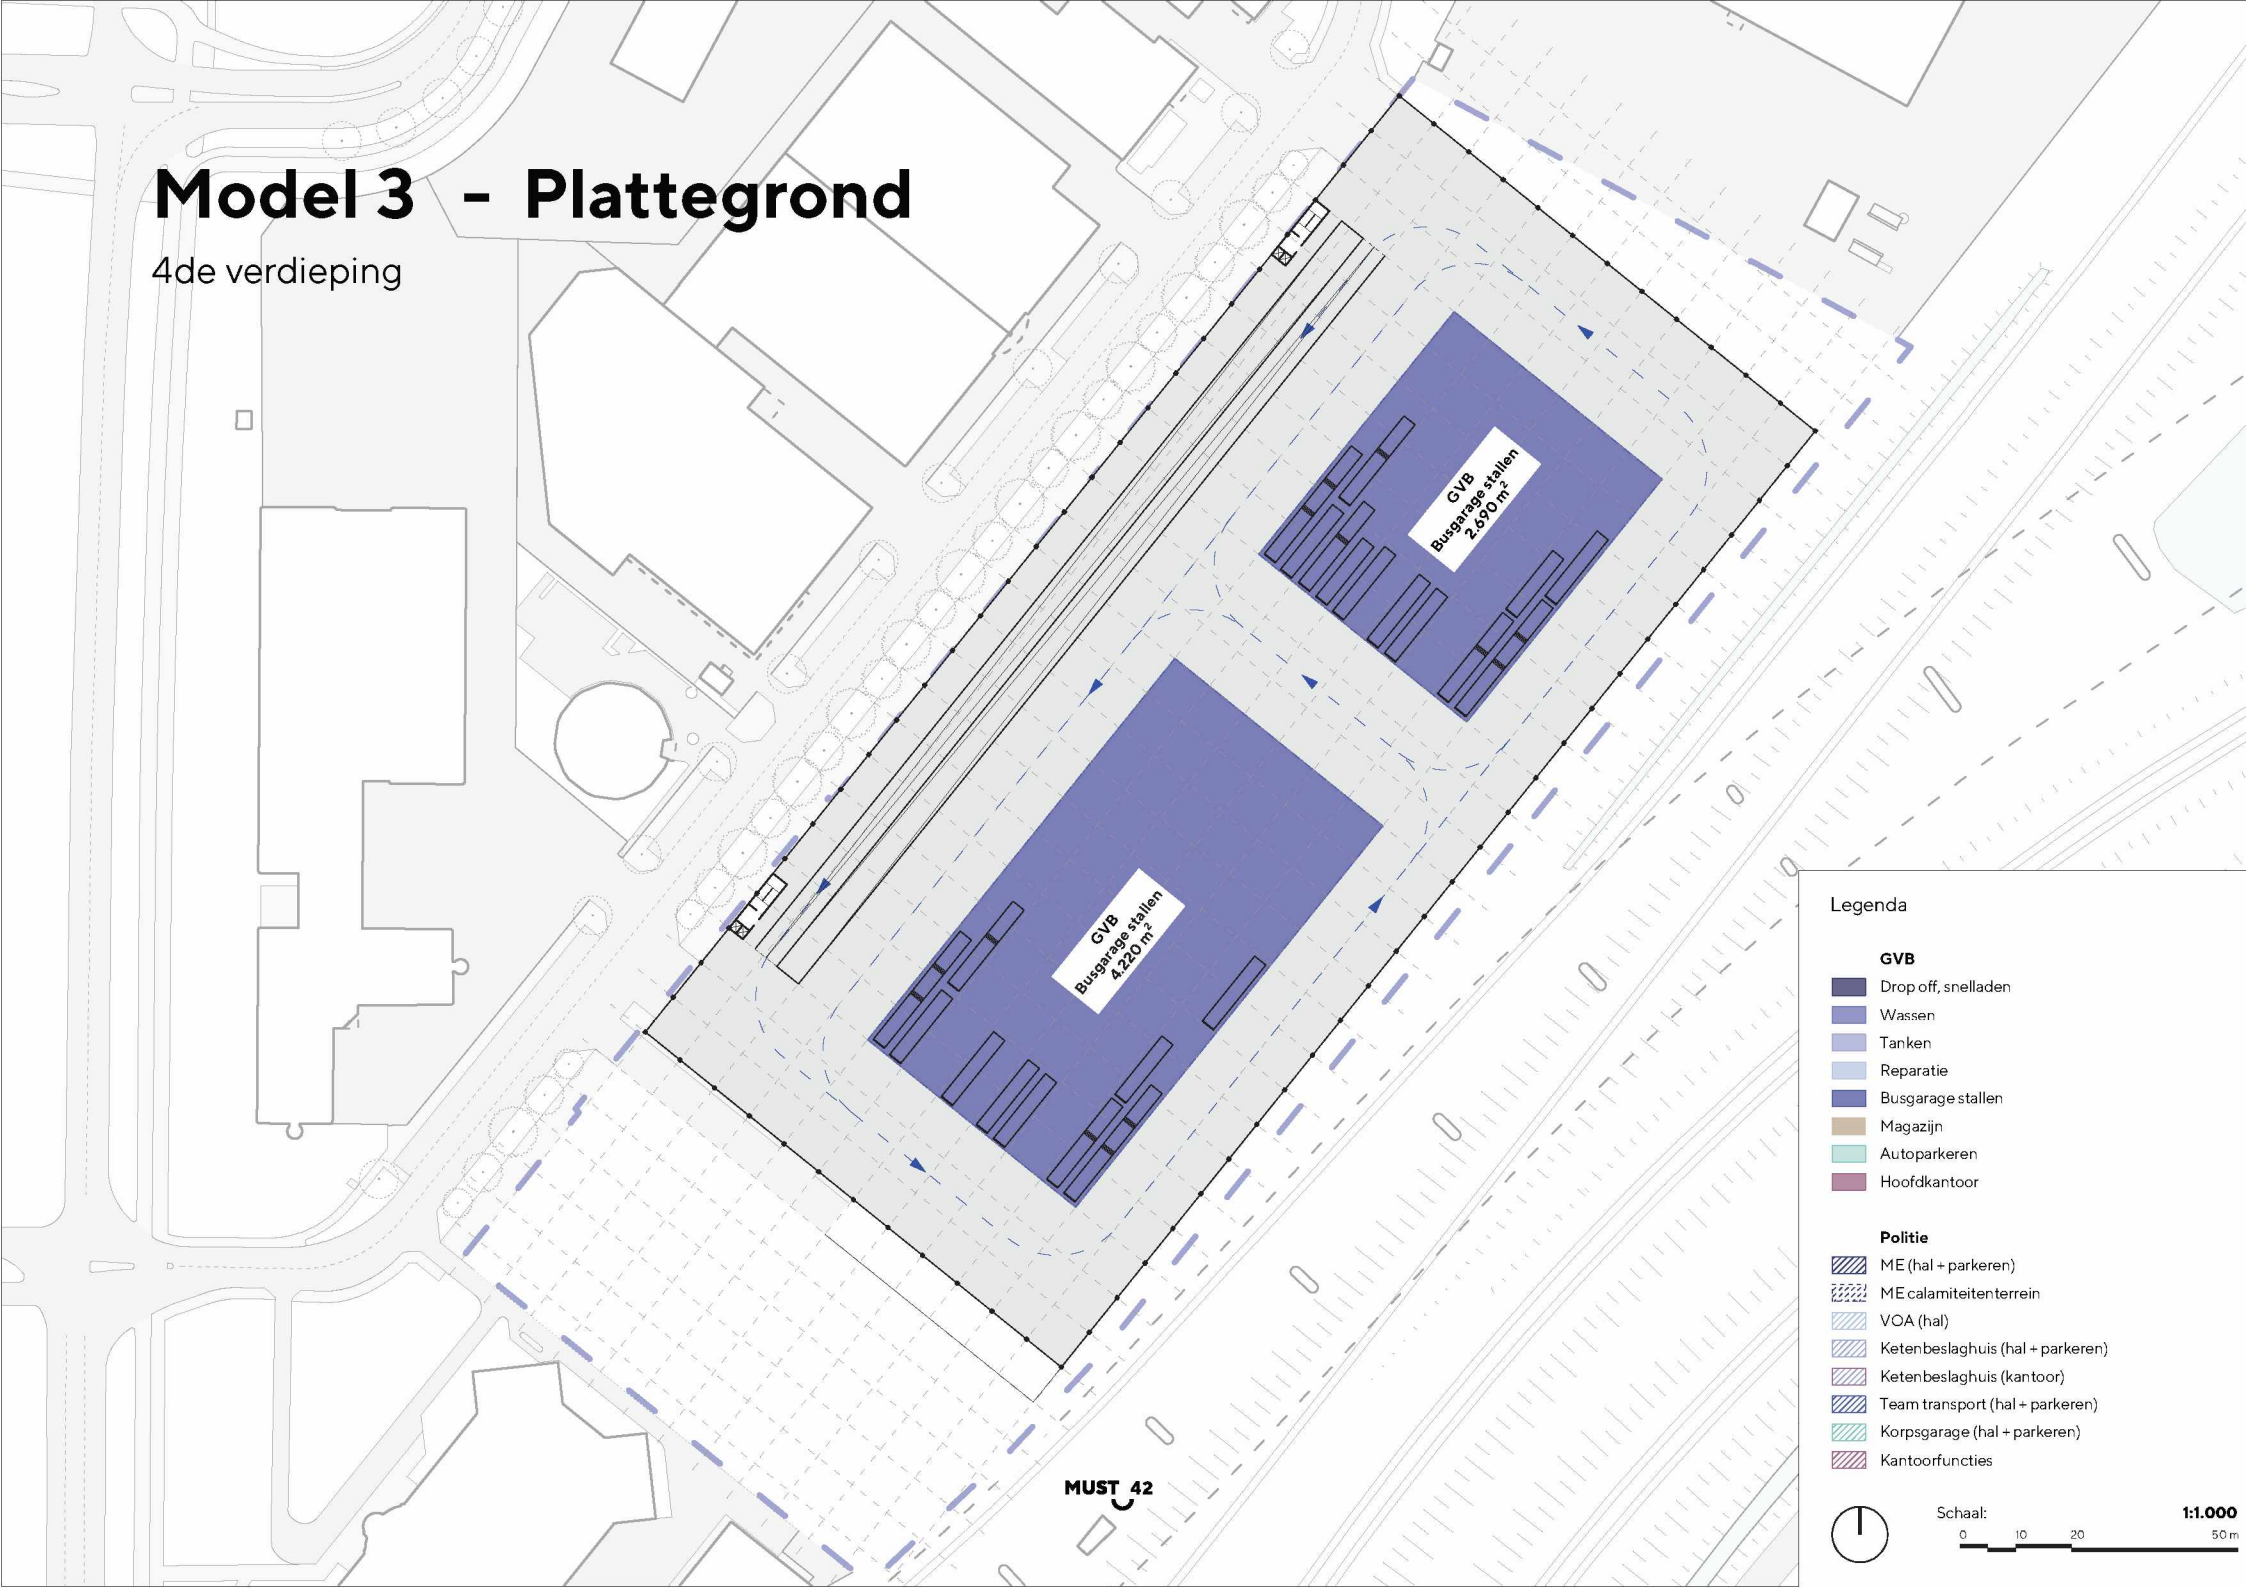 Model 3 - Plattegrond
4de verdieping
GVB
Busgarage stallen
2.690 m²
GVB
Busgarage stallen
4.220 m²
MUST 42
Legenda
GVB
Drop off, snelladen
Wassen
Tanken
Reparatie
Busgarage stallen
Magazijn
Autoparkeren
Hoofdkantoor
Politie
ME (hal + parkeren)
ME calamiteitenterrein
VOA (hal)
Ketenbeslaghuis (hal + parkeren)
Ketenbeslaghuis (kantoor)
Team transport (hal + parkeren)
Korpsgarage (hal + parkeren)
Kantoorfuncties
Schaal: 1:1.000
0 10 20 50 m